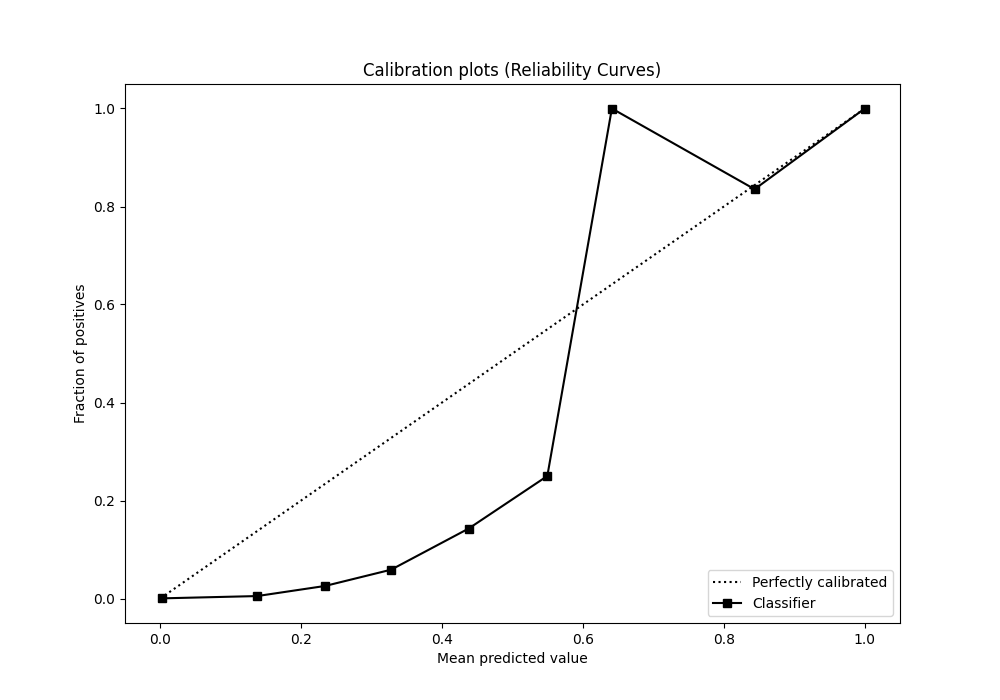 Calibration plots (Reliability Curves)
1.0
0.8
0.6
0.4
0.2
0.0
Fraction of positives
0.0 0.2 0.4 0.6 0.8 1.0
Mean predicted value
Perfectly calibrated
Classifier